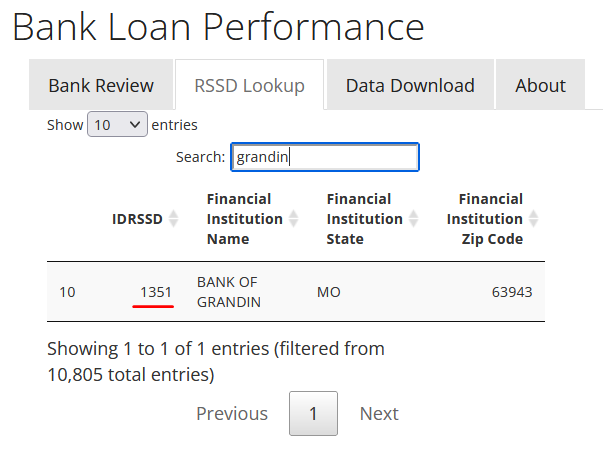 Bank Loan Performance
Bank Review RSSD Lookup Data Download About
Show 10 entries
Search: grandin
IDRSSD
Financial Institution Name
Financial Institution State
Financial Institution Zip Code
10 1351 BANK OF GRANDIN MO 63943
Showing 1 to 1 of 1 entries (filtered from
10,805 total entries)
Previous 1 Next